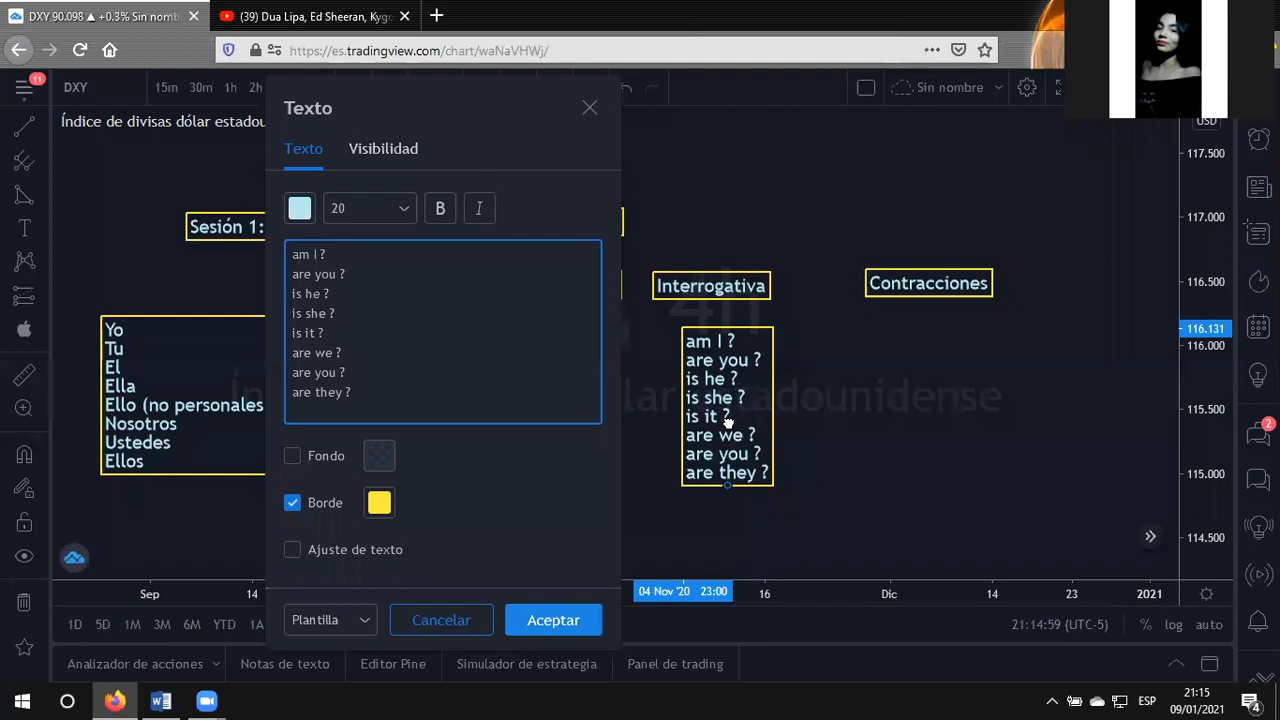 DXY 90.098 ▲ +0.3% Sin nomb
(39) Dua Lipa, Ed Sheeran, Kygo
https://es.tradingview.com/chart/waNaVHWj/
11
DXY
15m 30m 1h 2h
Sin nombre
Índice de divisas dólar estadou
USD
Texto
Texto
Visibilidad
20
B
I
am I ?
are you ?
is he ?
is she ?
is it ?
are we ?
are you ?
are they ?
Fondo
Borde
Ajuste de texto
Plantilla
Cancelar
Aceptar
Sesión 1:
Yo
Tu
El
Ella
Ello (no personales
Nosotros
Ustedes
Ellos
4h
lar estadounidense
Interrogativa
am I ?
are you ?
is he ?
is she ?
is it ?
are we ?
are you ?
are they ?
Contracciones
117.500
117.000
116.500
116.131
116.000
115.500
115.000
114.500
2
Sep
14
04 Nov '20 23:00
16
Dic
14
23
2021
1D 5D 1M 3M 6M YTD 1A
21:14:59 (UTC-5)
% log auto
Analizador de acciones
Notas de texto
Editor Pine
Simulador de estrategia
Panel de trading
ESP
21:15
09/01/2021
4